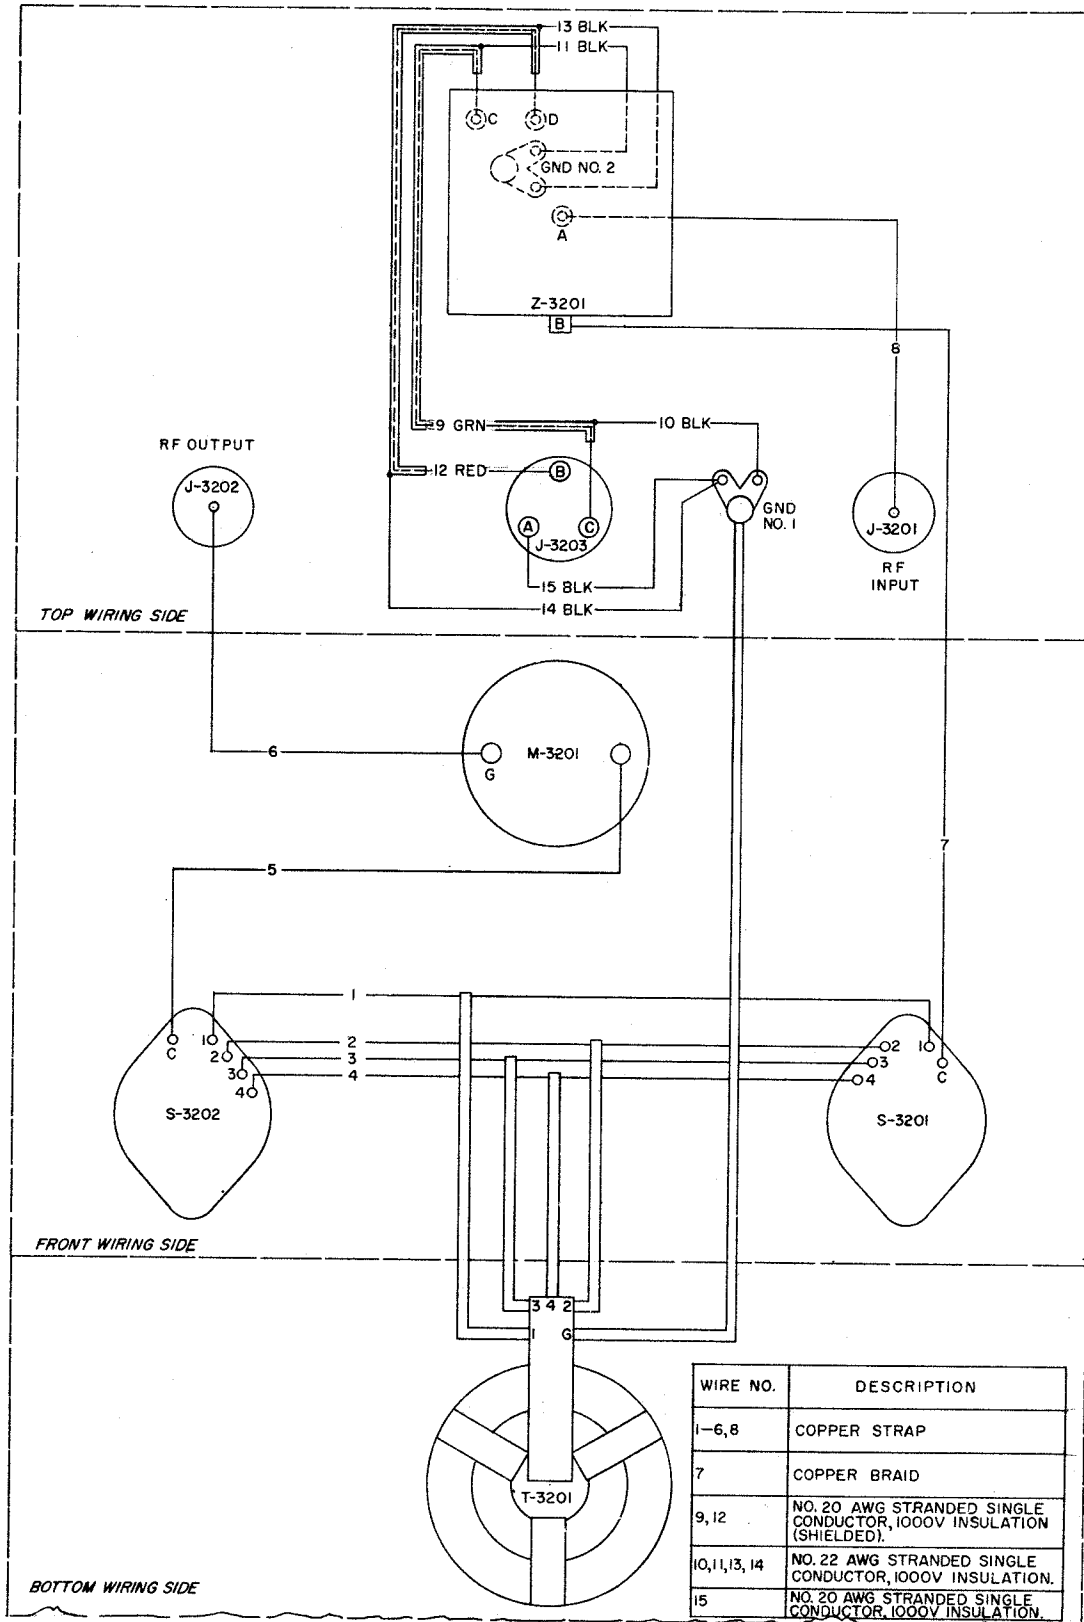 13 BLK
11 BLK
C
D
GND NO. 2
A
Z-3201
B
8
9 GRN
10 BLK
RF OUTPUT
12 RED
B
J-3202
GND
NO. 1
A
C
J-3203
J-3201
RF
INPUT
15 BLK
14 BLK
TOP WIRING SIDE
6
M-3201
G
7
5
1
C
1
2
2
1
2
3
3
3
C
4
4
4
S-3202
S-3201
FRONT WIRING SIDE
3 4 2
1
G
T-3201
WIRE NO.
DESCRIPTION
1-6,8
COPPER STRAP
7
COPPER BRAID
9,12
NO. 20 AWG STRANDED SINGLE
CONDUCTOR, 1000V INSULATION
(SHIELDED).
10,11,13, 14
NO. 22 AWG STRANDED SINGLE
CONDUCTOR, 1000V INSULATION.
15
NO. 20 AWG STRANDED SINGLE
CONDUCTOR, 1000V INSULATION.
BOTTOM WIRING SIDE